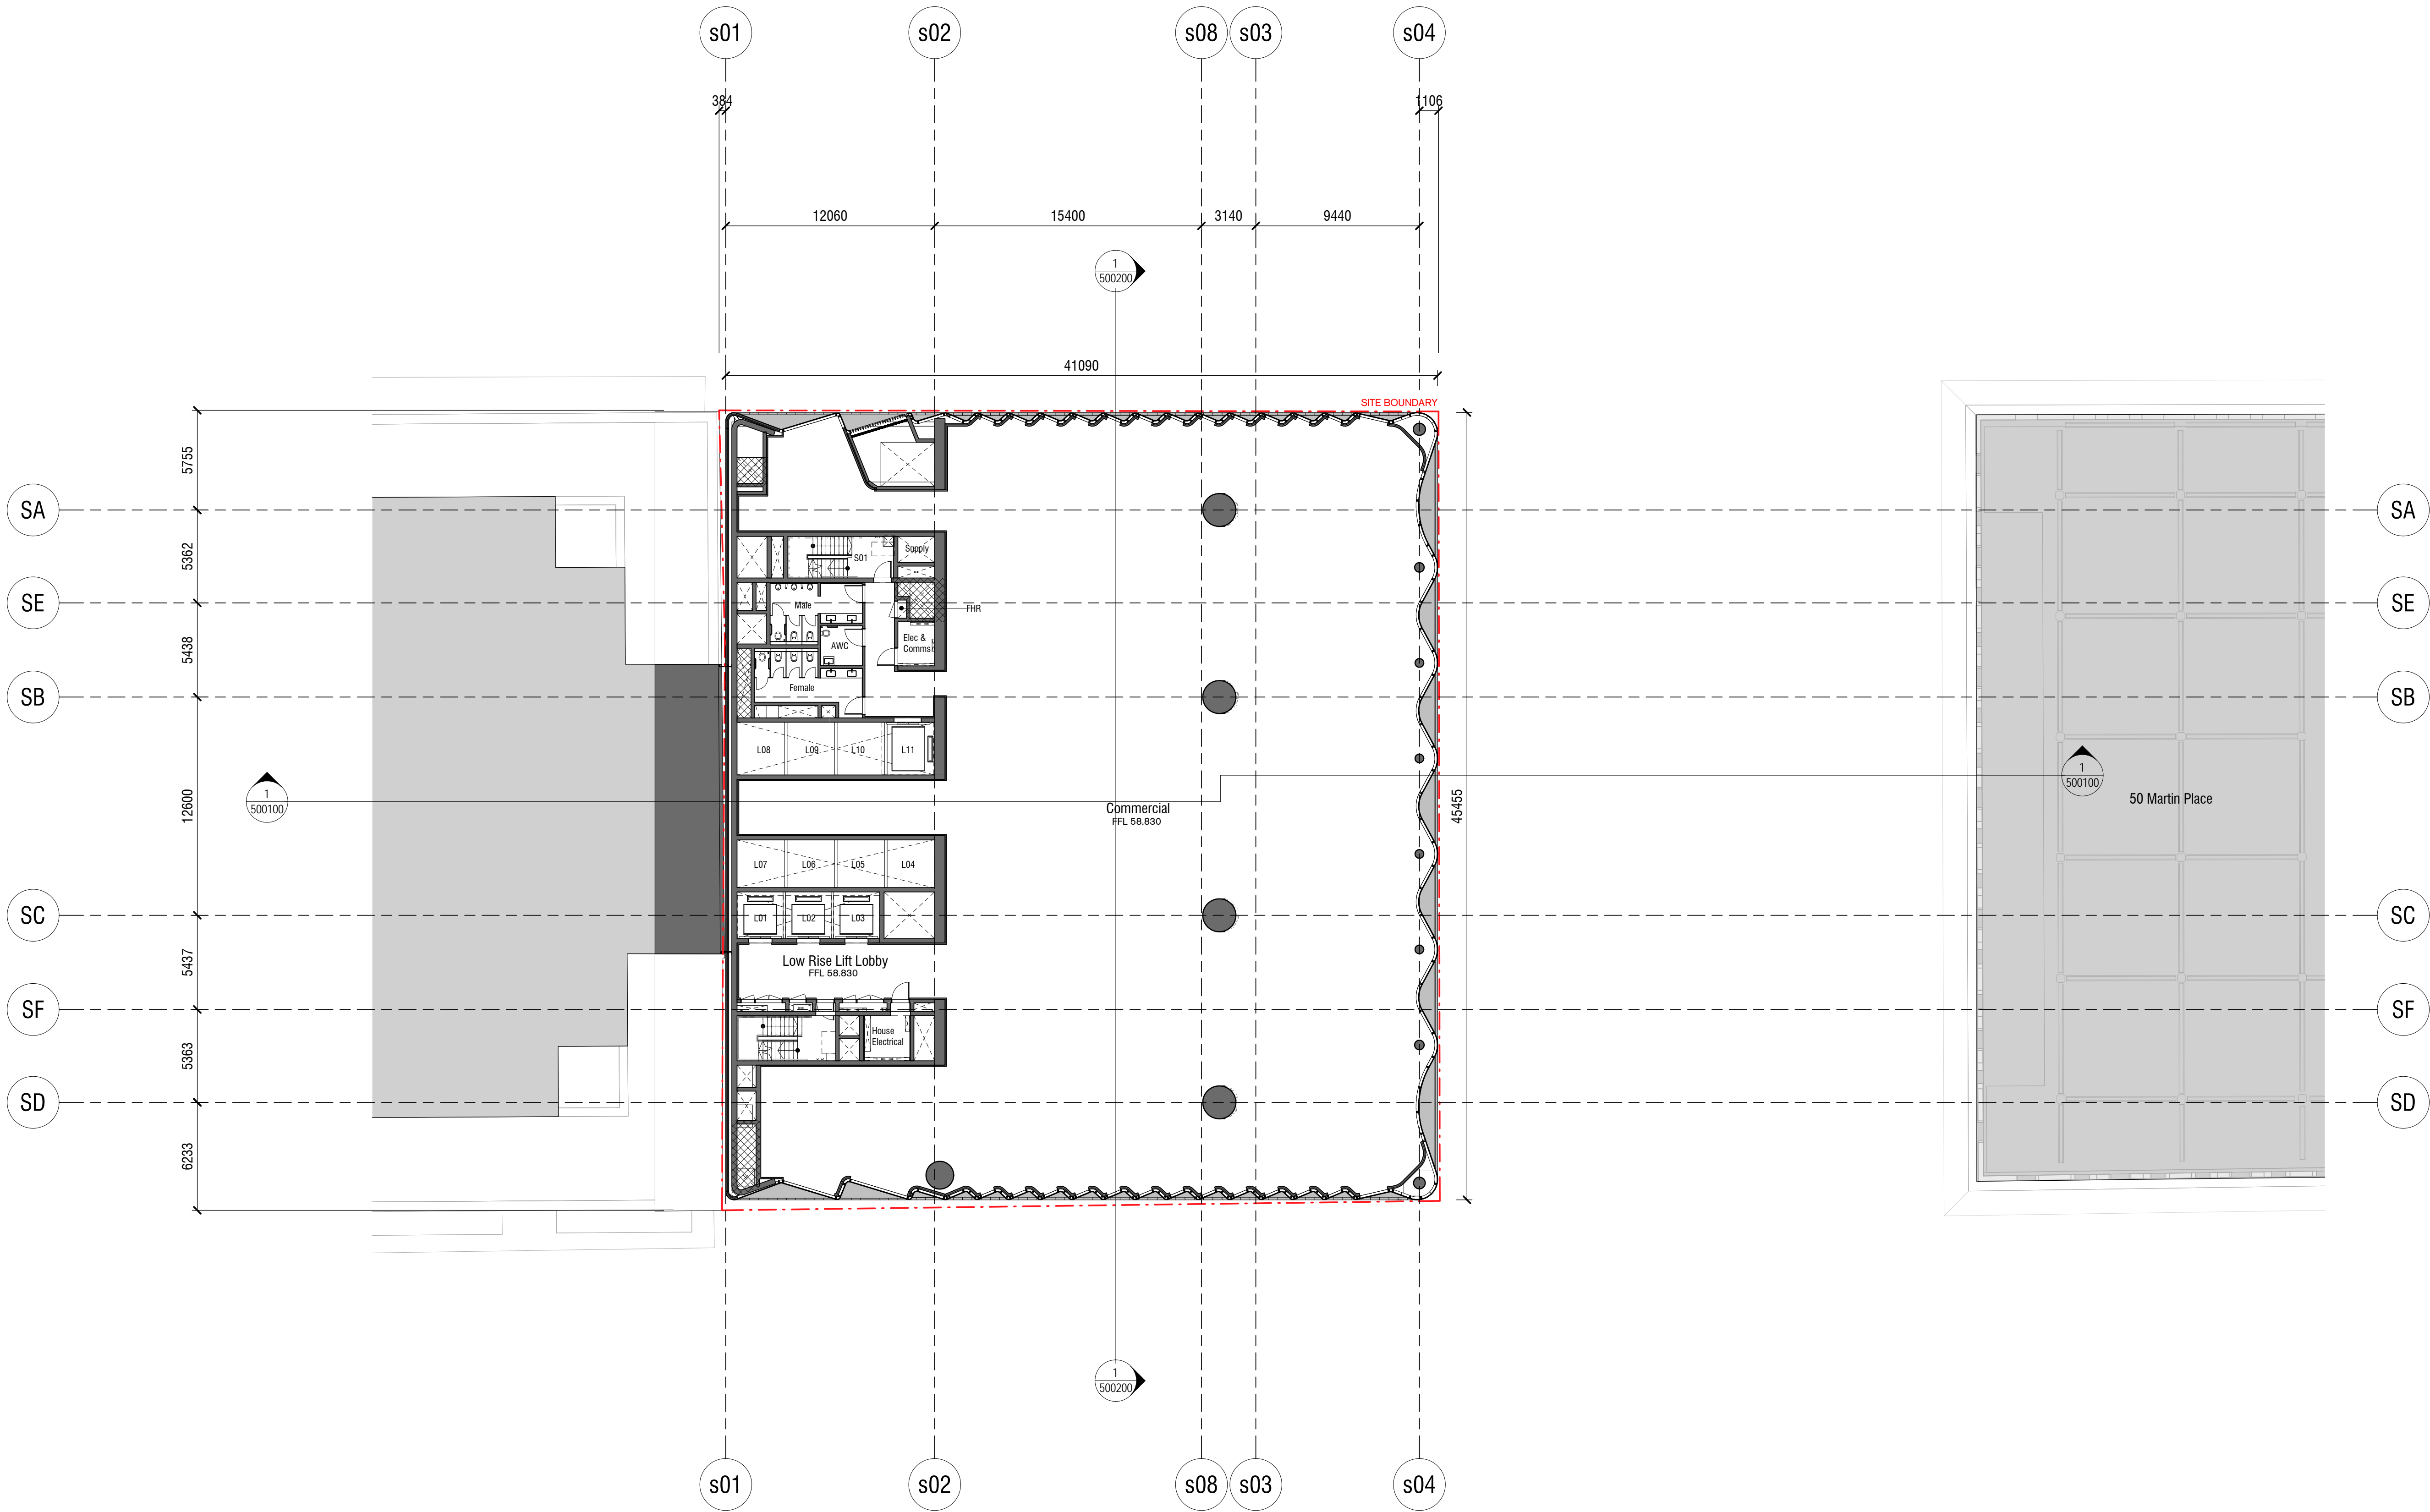 s01
s02
s08
s03
s04
384
1106
12060
15400
3140
9440
1
500200
41090
SITE BOUNDARY
5755
SA
SA
5362
S01
Supply
SE
SE
Male
FHR
5438
Elec &
Comms
AWC
SB
SB
Female
L08
L09
L10
L11
1
500100
1
500100
12600
Commercial
FFL 58.830
45455
50 Martin Place
L07
L06
L05
L04
SC
SC
L01
L02
L03
5437
Low Rise Lift Lobby
FFL 58.830
SF
SF
House
Electrical
5363
SD
SD
6233
1
500200
s01
s02
s08
s03
s04